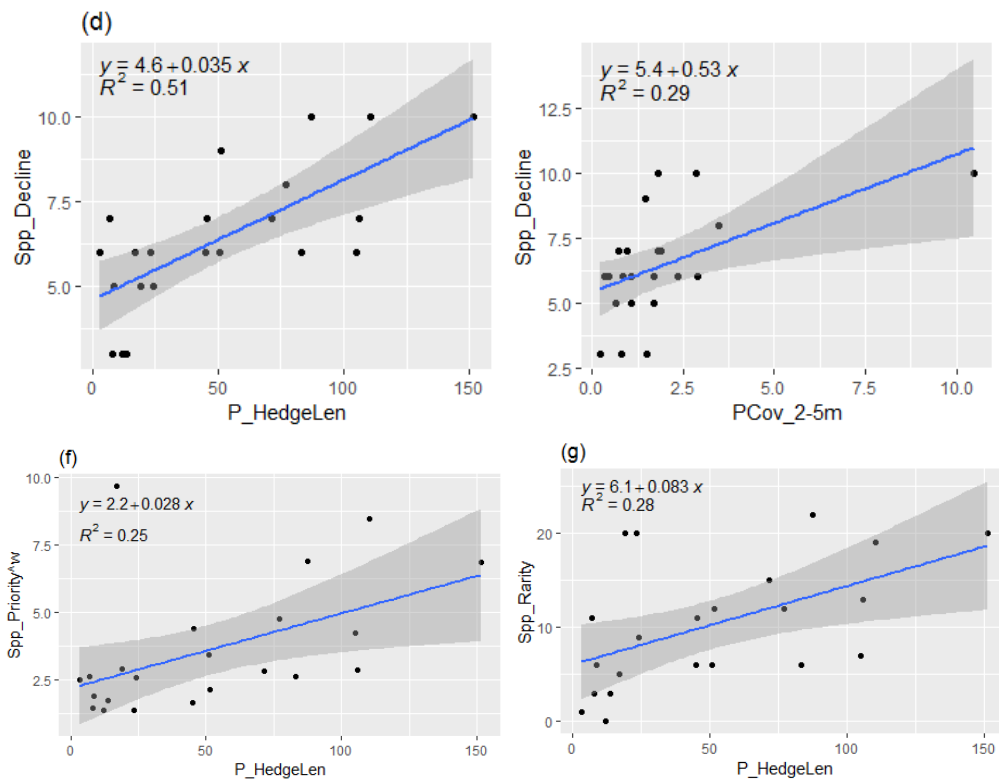 (d)
y = 4.6 + 0.035 x
R² = 0.51
Spp_Decline
10.0
7.5
5.0
0
50
100
150
P_HedgeLen
y = 5.4 + 0.53 x
R² = 0.29
Spp_Decline
12.5
10.0
7.5
5.0
2.5
0.0
2.5
5.0
7.5
10.0
PCov_2-5m
(f)
y = 2.2 + 0.028 x
R² = 0.25
Spp_Priority^w
10.0
7.5
5.0
2.5
0
50
100
150
P_HedgeLen
(g)
y = 6.1 + 0.083 x
R² = 0.28
Spp_Rarity
20
10
0
0
50
100
150
P_HedgeLen